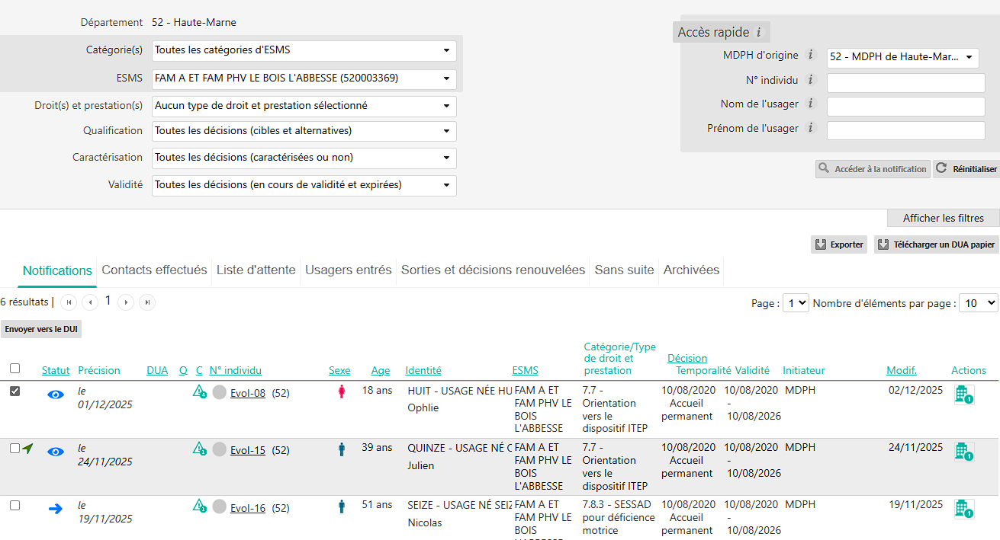 Département 52 - Haute-Marne
Catégorie(s) Toutes les catégories d'ESMS
ESMS FAM A ET FAM PHV LE BOIS L'ABBESSE (520003369)
Droit(s) et prestation(s) Aucun type de droit et prestation sélectionné
Qualification Toutes les décisions (cibles et alternatives)
Caractérisation Toutes les décisions (caractérisées ou non)
Validité Toutes les décisions (en cours de validité et expirées)
Accès rapide i
MDPH d'origine i 52 - MDPH de Haute-Mar...
N° individu i
Nom de l'usager i
Prénom de l'usager i
Accéder à la notification Réinitialiser
Afficher les filtres
Exporter Télécharger un DUA papier
Notifications Contacts effectués Liste d'attente Usagers entrés Sorties et décisions renouvelées Sans suite Archivées
6 résultats | 1
Page : 1 Nombre d'éléments par page : 10
Envoyer vers le DUI
Statut Précision DUA Q C N° individu Sexe Age Identité ESMS
Catégorie/Type
de droit et
prestation
Décision
Temporalité Validité Initiateur Modif. Actions
le
01/12/2025
Evol-08 (52)
18 ans
HUIT - USAGE NÉE HU
Ophlie
FAM A ET
FAM PHV LE
BOIS
L'ABBESSE
7.7 -
Orientation
vers le
dispositif ITEP
10/08/2020
Accueil
permanent
10/08/2020
-
10/08/2026
MDPH
02/12/2025
1
le
24/11/2025
1
Evol-15 (52)
39 ans
QUINZE - USAGE NÉ C
Julien
FAM A ET
FAM PHV LE
BOIS
L'ABBESSE
7.7 -
Orientation
vers le
dispositif ITEP
10/08/2020
Accueil
permanent
10/08/2020
-
10/08/2026
MDPH
24/11/2025
1
le
19/11/2025
1
Evol-16 (52)
51 ans
SEIZE - USAGE NÉ SEIZ
Nicolas
FAM A ET
FAM PHV LE
BOIS
7.8.3 - SESSAD
pour déficience
motrice
10/08/2020
Accueil
permanent
10/08/2020
-
10/08/2026
MDPH
19/11/2025
1